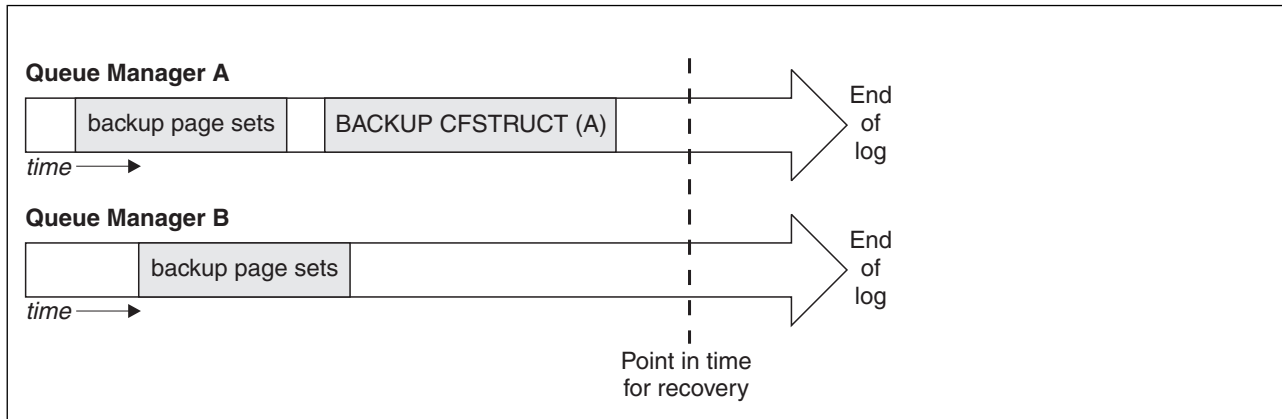 Queue Manager A
backup page sets
BACKUP CFSTRUCT (A)
End
of
log
time
Queue Manager B
backup page sets
End
of
log
time
Point in time
for recovery